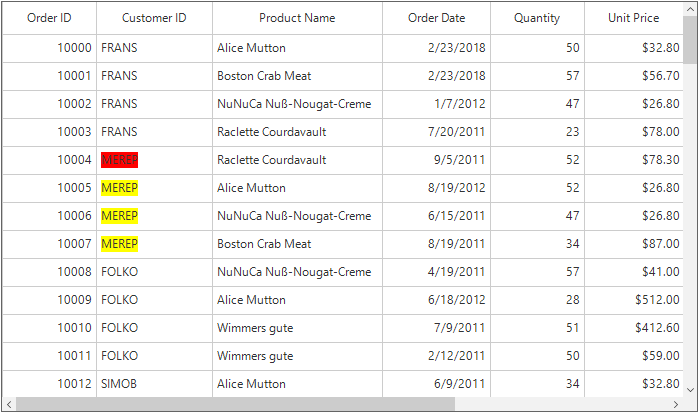 Order ID Customer ID Product Name Order Date Quantity Unit Price
10000 FRANS Alice Mutton 2/23/2018 50 $32.80
10001 FRANS Boston Crab Meat 2/23/2018 57 $56.70
10002 FRANS NuNuCa Nuß-Nougat-Creme 1/7/2012 47 $26.80
10003 FRANS Raclette Courdavault 7/20/2011 23 $78.00
10004 MEREP Raclette Courdavault 9/5/2011 52 $78.30
10005 MEREP Alice Mutton 8/19/2012 52 $26.80
10006 MEREP NuNuCa Nuß-Nougat-Creme 6/15/2011 47 $26.80
10007 MEREP Boston Crab Meat 8/19/2011 34 $87.00
10008 FOLKO NuNuCa Nuß-Nougat-Creme 4/19/2011 57 $41.00
10009 FOLKO Alice Mutton 6/18/2012 28 $512.00
10010 FOLKO Wimmers gute 7/9/2011 51 $412.60
10011 FOLKO Wimmers gute 2/12/2011 50 $59.00
10012 SIMOB Alice Mutton 6/9/2011 34 $32.80